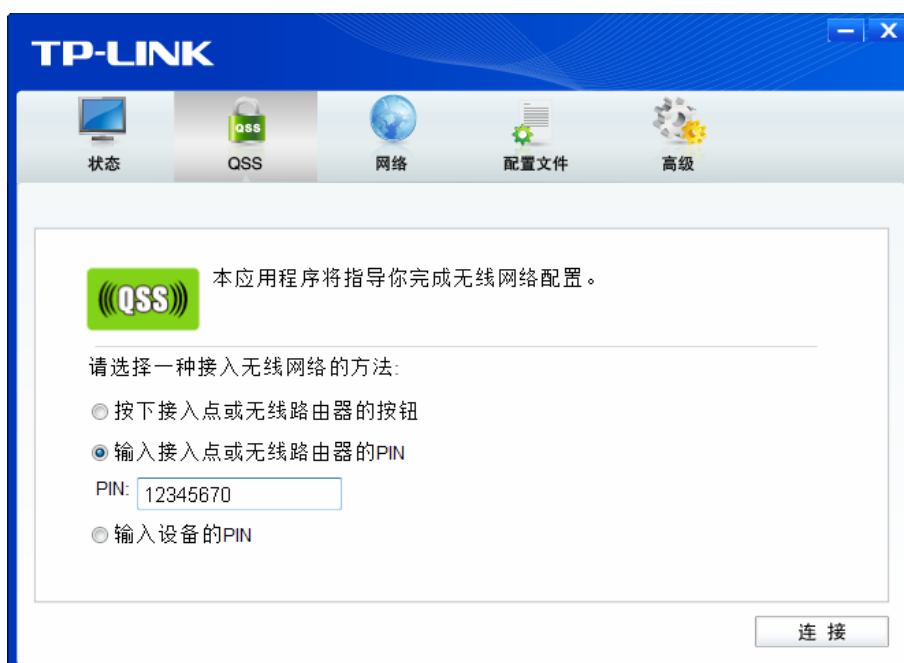 TP-LINK
QSS
状态 QSS 网络 配置文件 高级
QSS
本应用程序将指导你完成无线网络配置。
请选择一种接入无线网络的方法:
按下接入点或无线路由器的按钮
输入接入点或无线路由器的PIN
PIN: 12345670
输入设备的PIN
连 接